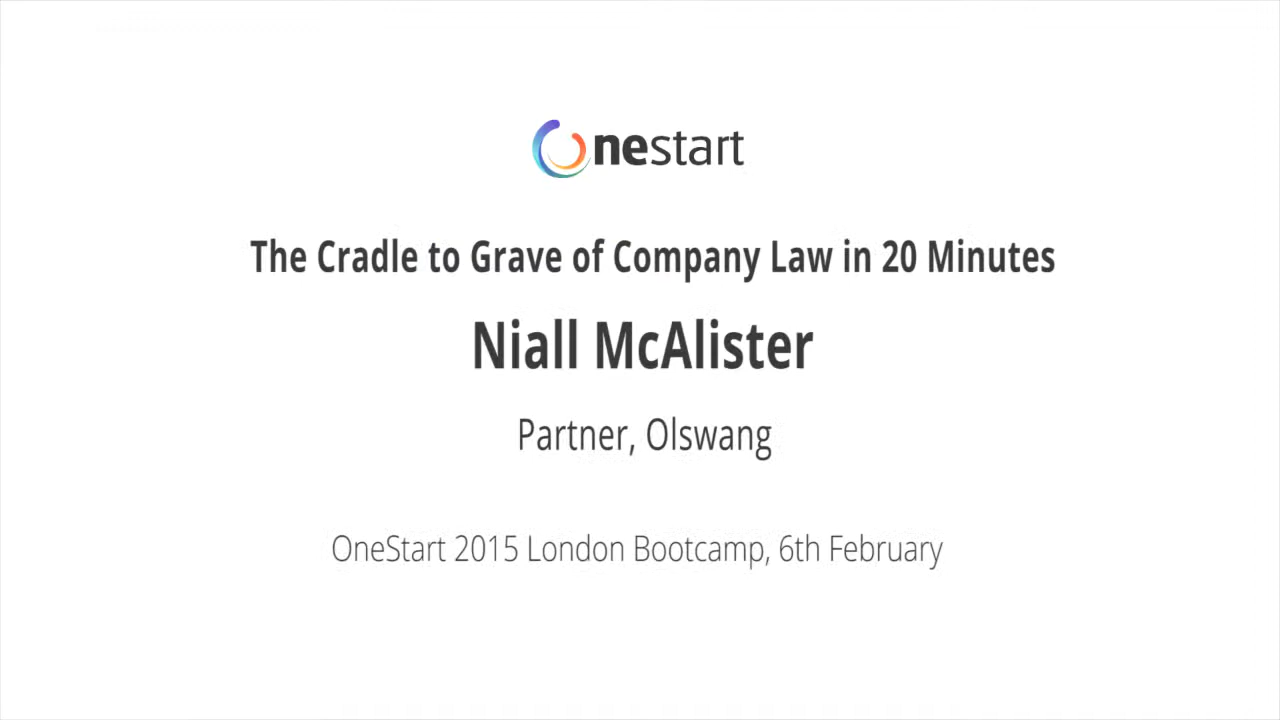 Onestart
The Cradle to Grave of Company Law in 20 Minutes
Niall McAlister
Partner, Olswang
OneStart 2015 London Bootcamp, 6th February